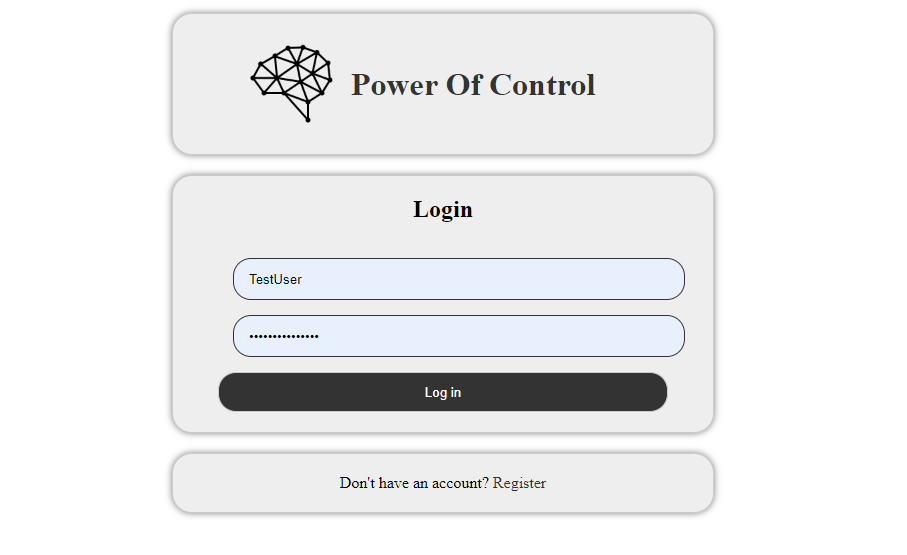 Power Of Control
Login
TestUser
•••••••••••••••
Log in
Don't have an account? Register